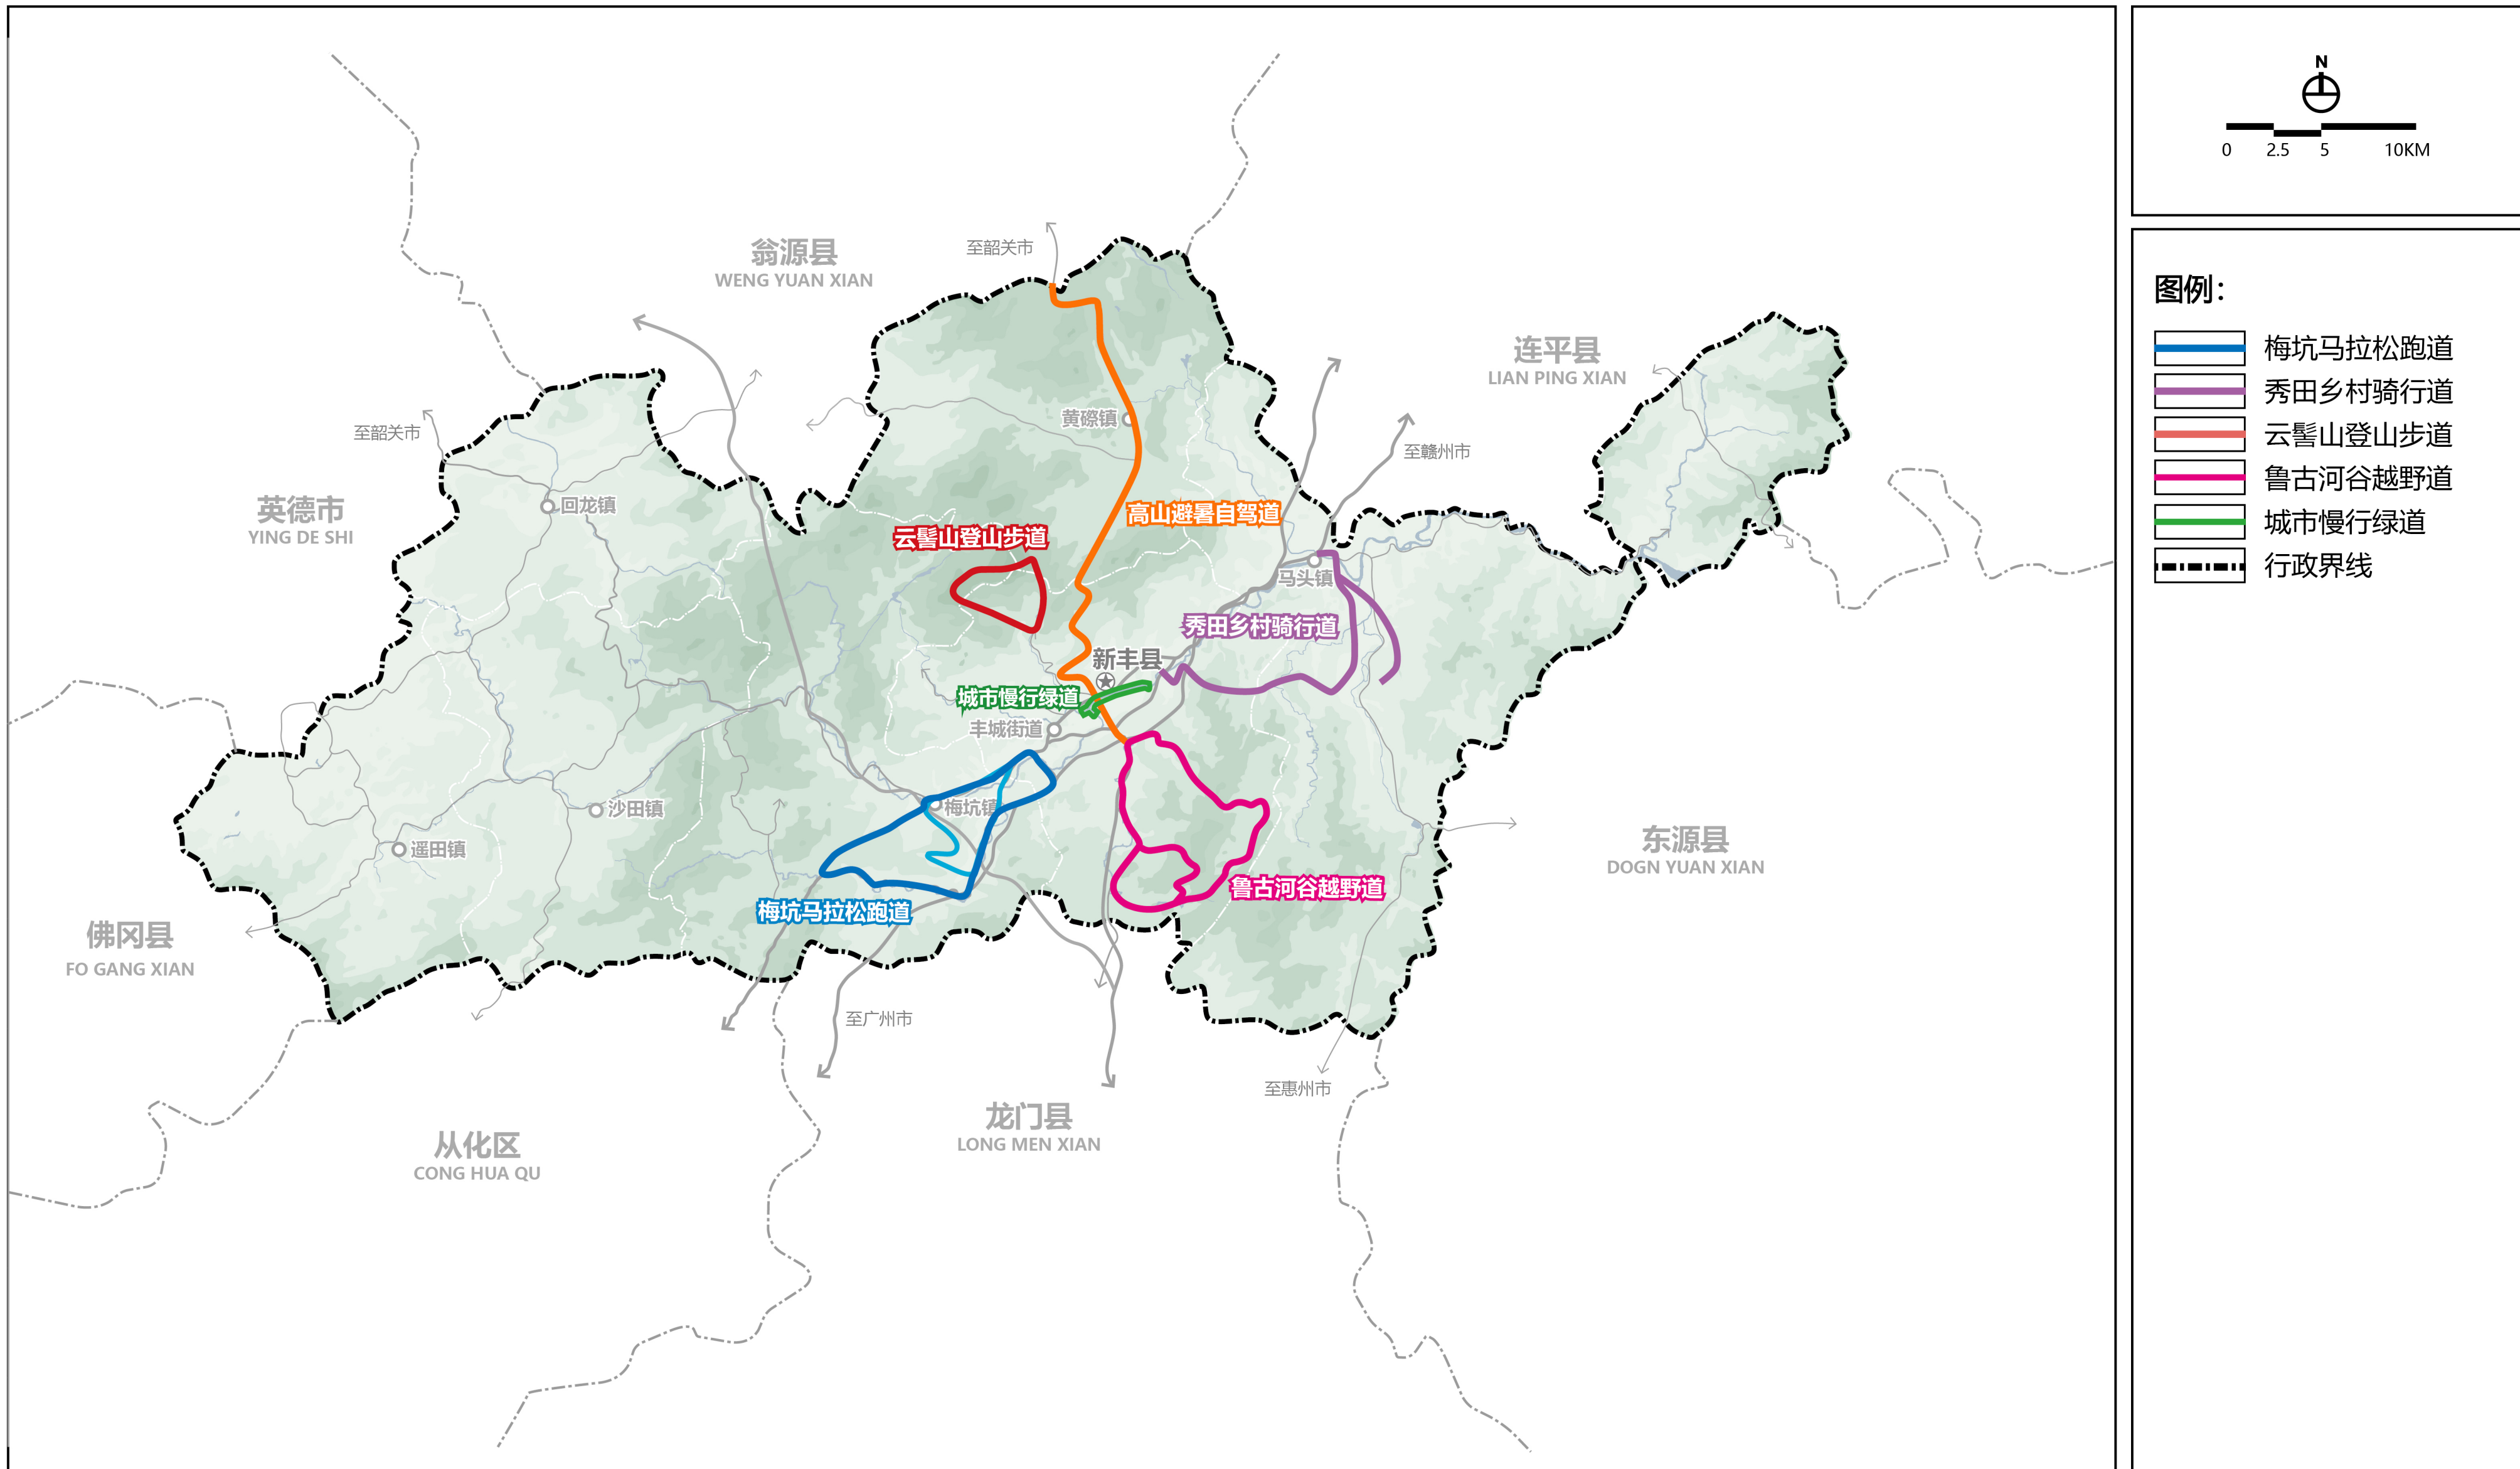 N
0 2.5 5 10KM
图例：
梅坑马拉松跑道
秀田乡村骑行道
云髻山登山步道
鲁古河谷越野道
城市慢行绿道
行政界线
翁源县
WENG YUAN XIAN
至韶关市
连平县
LIAN PING XIAN
至韶关市
黄磜镇
至赣州市
英德市
YING DE SHI
回龙镇
高山避暑自驾道
云髻山登山步道
马头镇
秀田乡村骑行道
新丰县
城市慢行绿道
丰城街道
梅坑镇
沙田镇
遥田镇
东源县
DOGN YUAN XIAN
鲁古河谷越野道
梅坑马拉松跑道
佛冈县
FO GANG XIAN
至广州市
至惠州市
龙门县
LONG MEN XIAN
从化区
CONG HUA QU